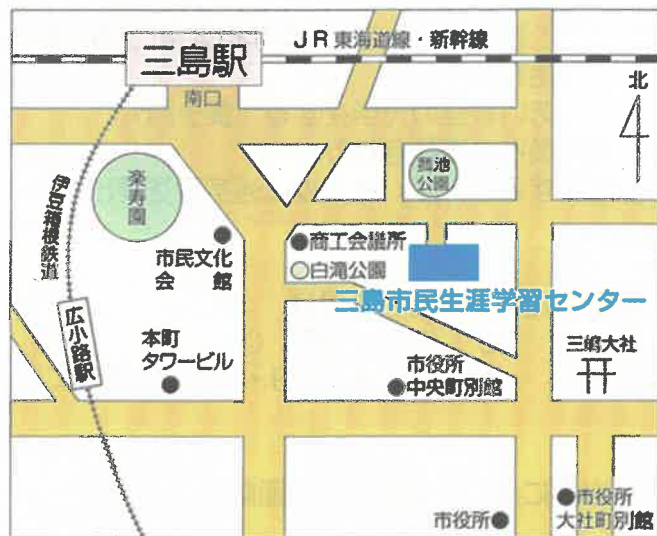 JR東海道線・新幹線
三島駅
南口
北
楽寿園
菰池
公園
伊豆箱根鉄道
市民文化
会館
商工会議所
白滝公園
三島市民生涯学習センター
広小路駅
本町
タワービル
市役所
中央町別館
三嶋大社
市役所
市役所
大社町別館